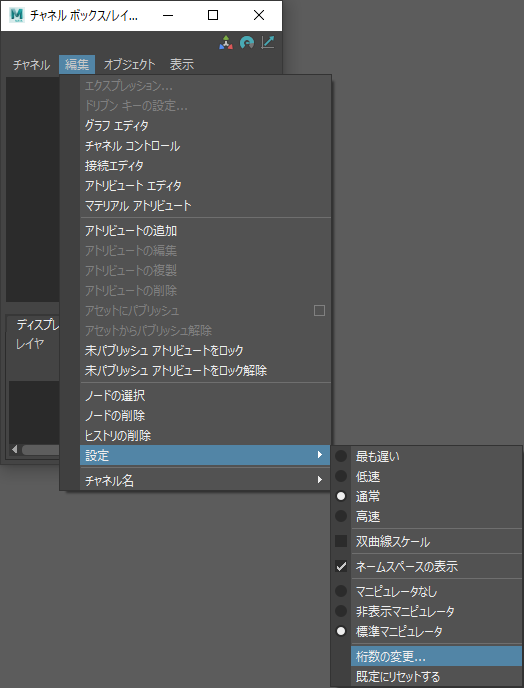 チャネル ボックス/レイ...
チャネル 編集 オブジェクト 表示
エクスプレッション...
ドリブン キーの設定...
グラフ エディタ
チャネル コントロール
接続エディタ
アトリビュート エディタ
マテリアル アトリビュート
アトリビュートの追加
アトリビュートの編集
アトリビュートの複製
アトリビュートの削除
アセットにパブリッシュ
アセットからパブリッシュ解除
未パブリッシュ アトリビュートをロック
未パブリッシュ アトリビュートをロック解除
ノードの選択
ノードの削除
ヒストリの削除
設定
チャネル名
ディスプレ
レイヤ
最も遅い
低速
通常
高速
双曲線スケール
ネームスペースの表示
マニピュレータなし
非表示マニピュレータ
標準マニピュレータ
桁数の変更...
既定にリセットする